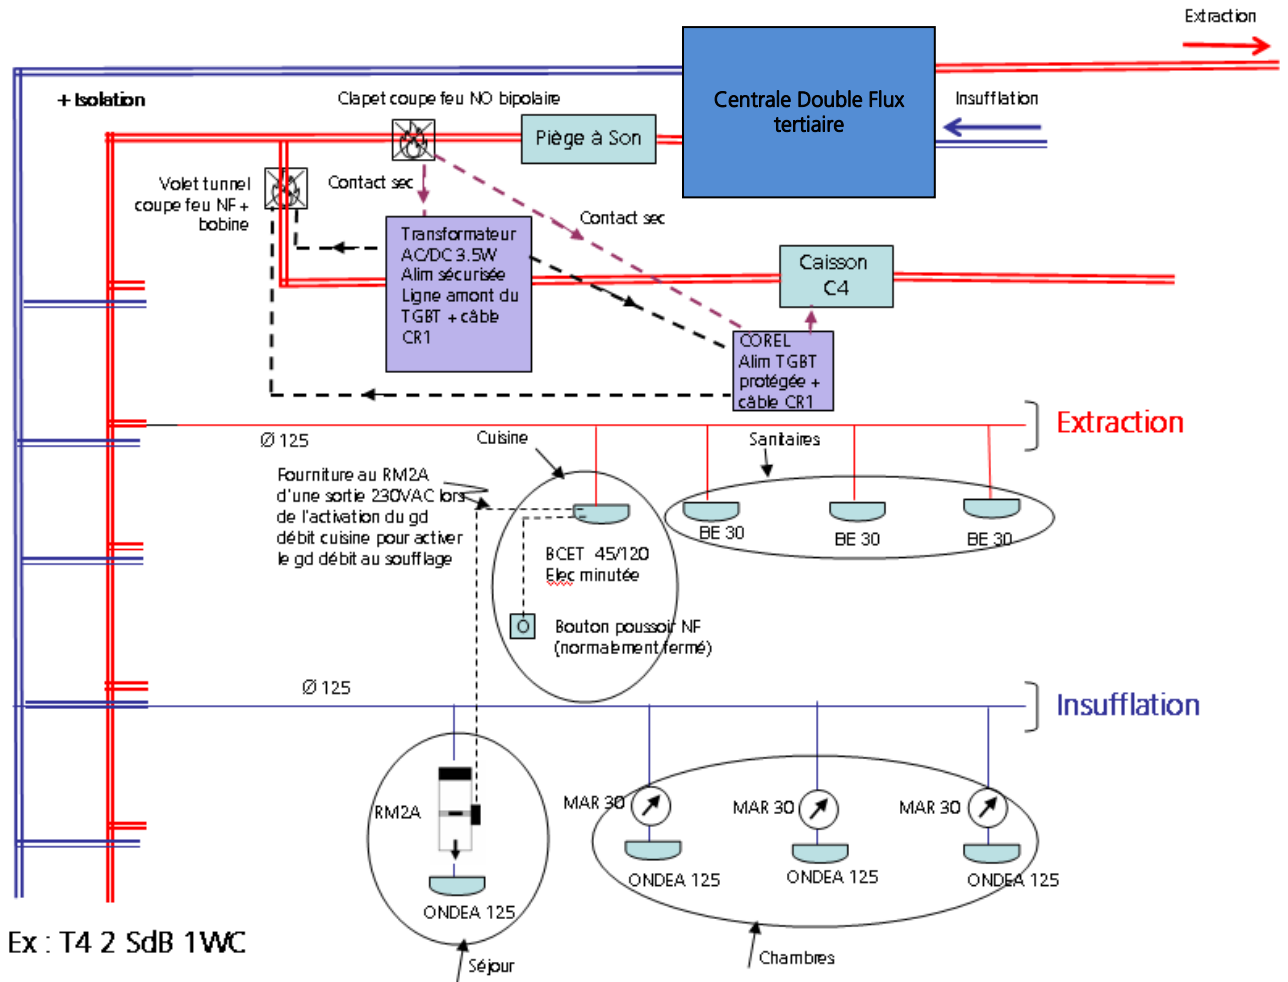 Extraction
Centrale Double Flux
tertiaire
Insufflation
+ Isolation
Clapet coupe feu NO bipolaire
Piège à Son
Volet tunnel
coupe feu NF +
bobine
Contact sec
Contact sec
Transformateur
AC/DC 3.5W
Alim sécurisée
Ligne amont du
TGBT + câble
CR1
Caisson
C4
COREL
Alim TGBT
protégée +
câble CR1
Extraction
Ø 125
Cuisine
Sanitaires
Fourniture au RM2A
d'une sortie 230VAC lors
de l'activation du gd
débit cuisine pour activer
le gd débit au soufflage
BE 30
BE 30
BE 30
BCET 45/120
Elec minutée
Bouton poussoir NF
(normalement fermé)
Ø 125
Insufflation
RM2A
MAR 30
MAR 30
MAR 30
ONDEA 125
ONDEA 125
ONDEA 125
ONDEA 125
Ex : T4 2 SdB 1WC
Séjour
Chambres